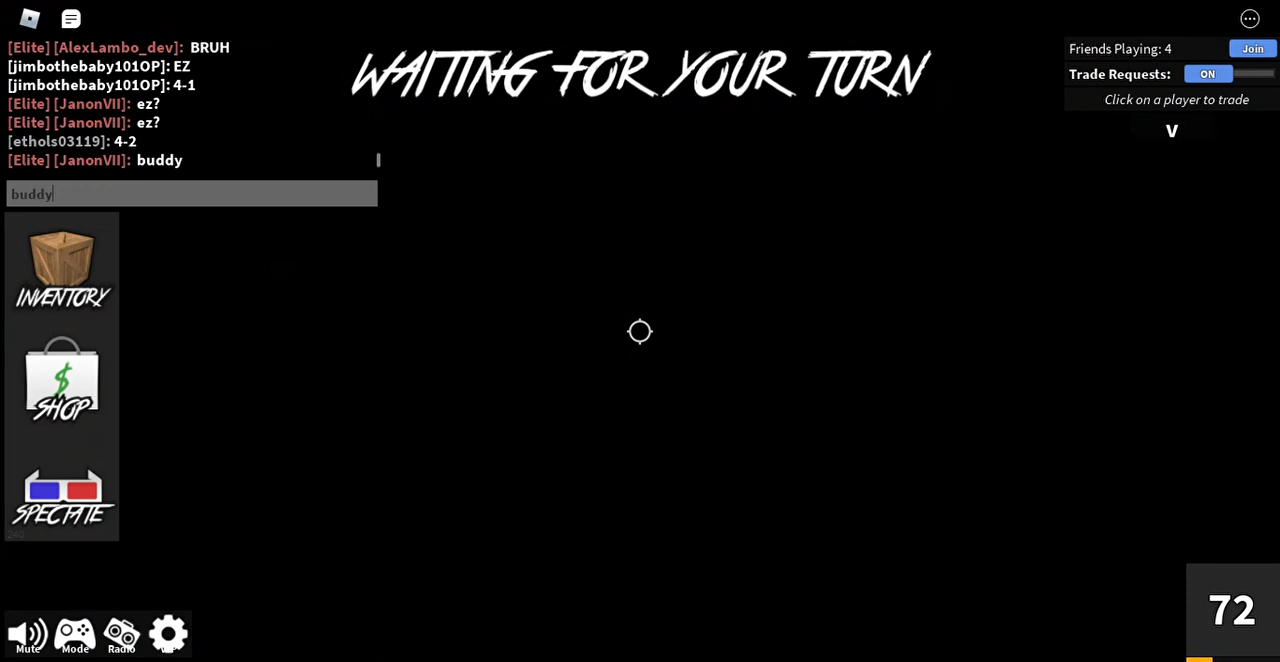 [Elite] [AlexLambo_dev]: BRUH
[jimbothebaby101OP]: EZ
[jimbothebaby101OP]: 4-1
[Elite] [JanonVII]: ez?
[Elite] [JanonVII]: ez?
[ethols03119]: 4-2
[Elite] [JanonVII]: buddy
buddy
WAITING FOR YOUR TURN
Friends Playing: 4 Join
Trade Requests: ON
Click on a player to trade
V
INVENTORY
$
SHOP
SPECTATE
240
Mute Mode Radio
72